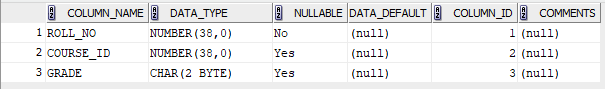 COLUMN_NAME DATA_TYPE NULLABLE DATA_DEFAULT COLUMN_ID COMMENTS
1 ROLL_NO NUMBER(38,0) No (null) 1 (null)
2 COURSE_ID NUMBER(38,0) Yes (null) 2 (null)
3 GRADE CHAR(2 BYTE) Yes (null) 3 (null)